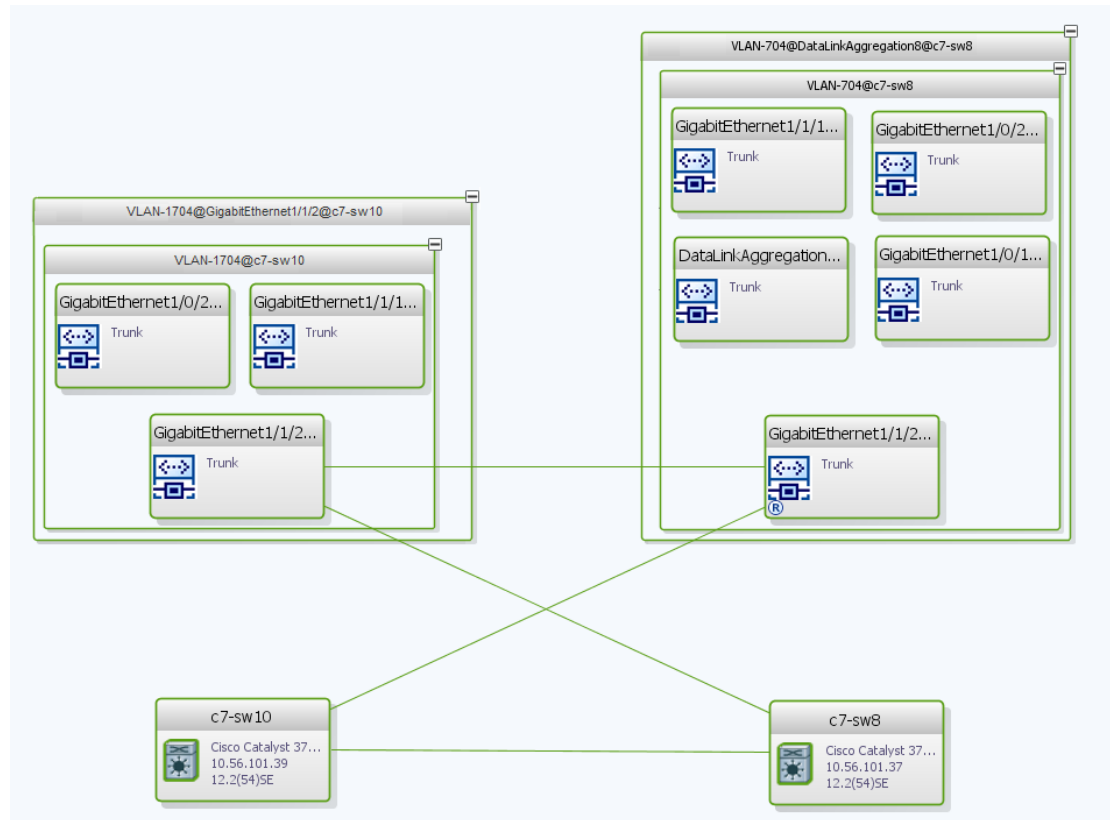 VLAN-704@DataLinkAggregation8@c7-sw8
VLAN-704@c7-sw8
GigabitEthernet1/1/1...
Trunk
GigabitEthernet1/0/2...
Trunk
DataLinkAggregation...
Trunk
GigabitEthernet1/0/1...
Trunk
GigabitEthernet1/1/2...
Trunk
R
VLAN-1704@GigabitEthernet1/1/2@c7-sw10
VLAN-1704@c7-sw10
GigabitEthernet1/0/2...
Trunk
GigabitEthernet1/1/1...
Trunk
GigabitEthernet1/1/2...
Trunk
c7-sw10
Cisco Catalyst 37...
10.56.101.39
12.2(54)SE
c7-sw8
Cisco Catalyst 37...
10.56.101.37
12.2(54)SE